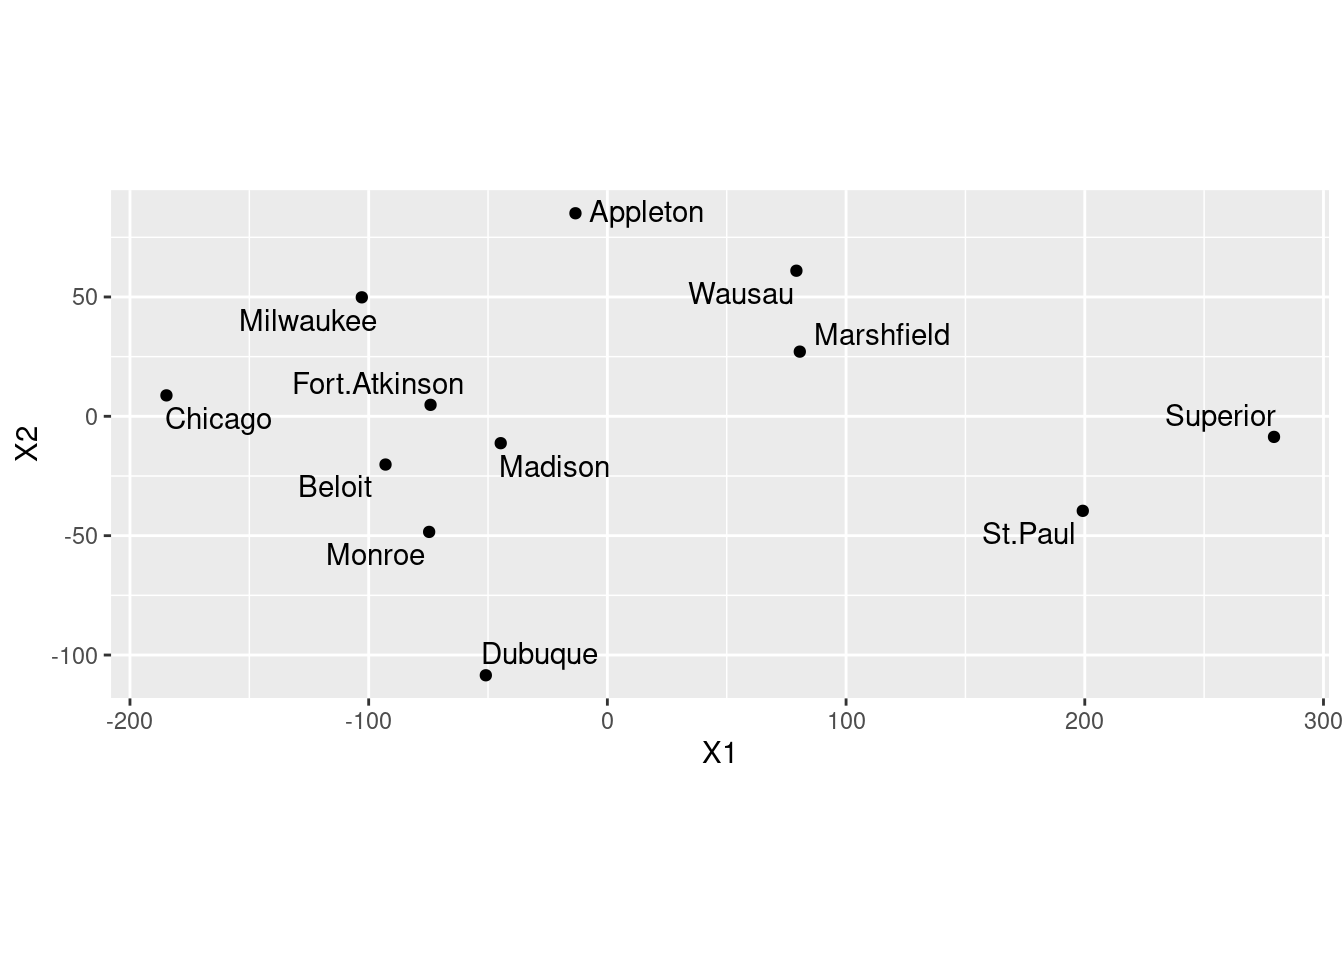 Appleton
Wausau
Milwaukee
Marshfield
Fort.Atkinson
Chicago
Superior
Madison
Beloit
St.Paul
Monroe
Dubuque
50
0
-50
-100
X2
-200
-100
0
100
200
300
X1